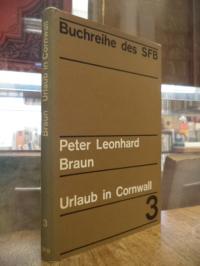 Buchreihe des SFB
Peter Leonhard
Braun
Urlaub in Cornwall
3
Braun Urlaub in Cornwall
3